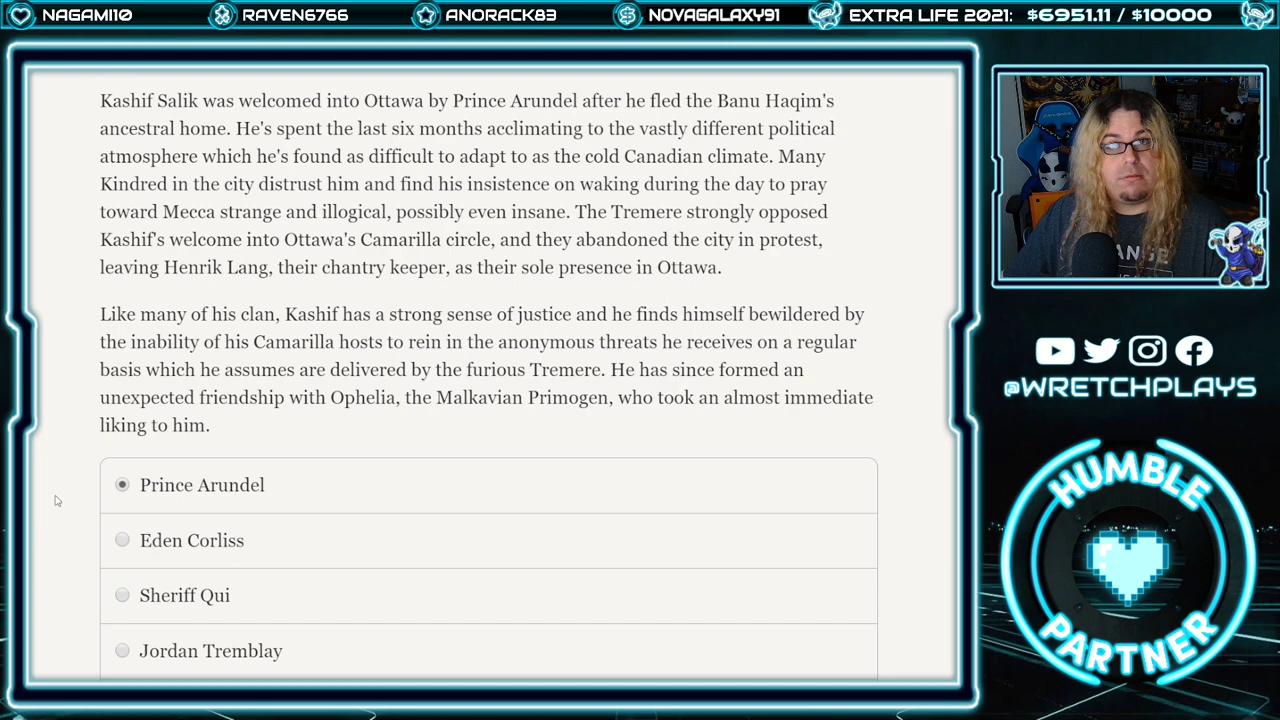 NAGAMI10 RAVEN6766 ANORACK83 NOVAGALAXY91 EXTRA LIFE 2021: $6951.11 / $10000
Kashif Salik was welcomed into Ottawa by Prince Arundel after he fled the Banu Haqim's
ancestral home. He's spent the last six months acclimating to the vastly different political
atmosphere which he's found as difficult to adapt to as the cold Canadian climate. Many
Kindred in the city distrust him and find his insistence on waking during the day to pray
toward Mecca strange and illogical, possibly even insane. The Tremere strongly opposed
Kashif's welcome into Ottawa's Camarilla circle, and they abandoned the city in protest,
leaving Henrik Lang, their chantry keeper, as their sole presence in Ottawa.
Like many of his clan, Kashif has a strong sense of justice and he finds himself bewildered by
the inability of his Camarilla hosts to rein in the anonymous threats he receives on a regular
basis which he assumes are delivered by the furious Tremere. He has since formed an
unexpected friendship with Ophelia, the Malkavian Primogen, who took an almost immediate
liking to him.
Prince Arundel
Eden Corliss
Sheriff Qui
Jordan Tremblay
ANGE
@WRETCHPLAYS
HUMBLE
PARTNER